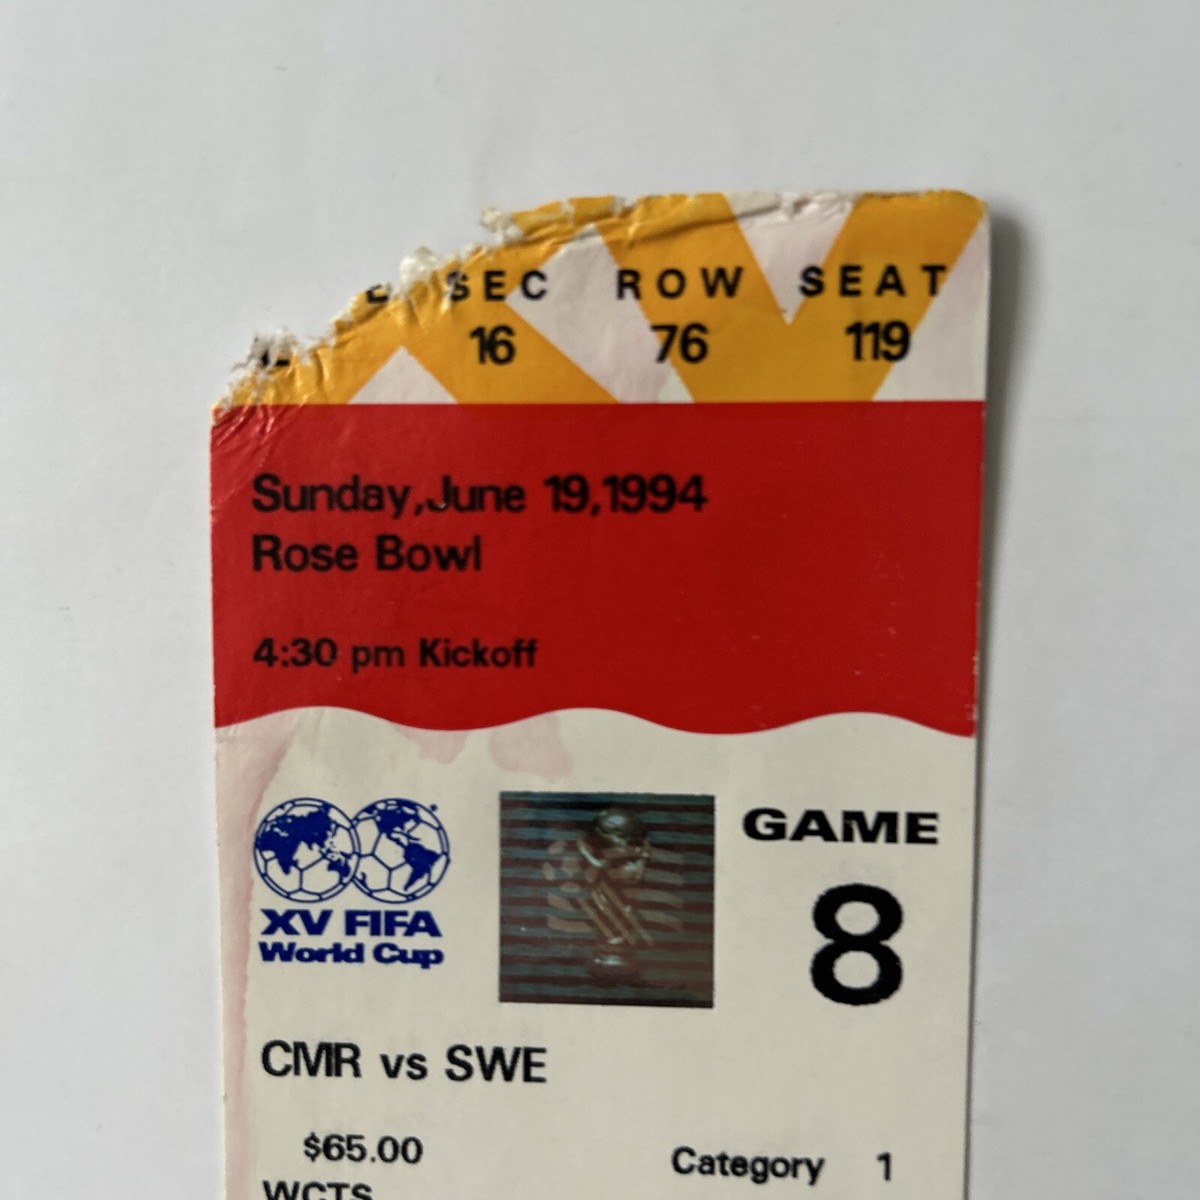 SEC ROW SEAT
16 76 119
Sunday,June 19,1994
Rose Bowl
4:30 pm Kickoff
GAME
8
XV FIFA
World Cup
CMR vs SWE
$65.00
Category 1
WCTS